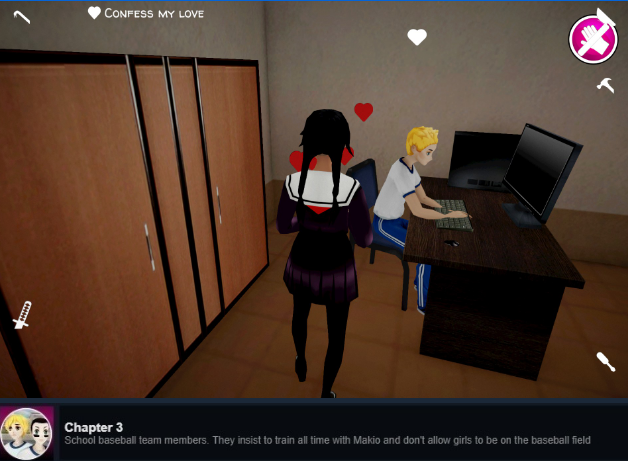 Confess my love
Chapter 3
School baseball team members. They insist to train all time with Makio and don't allow girls to be on the baseball field